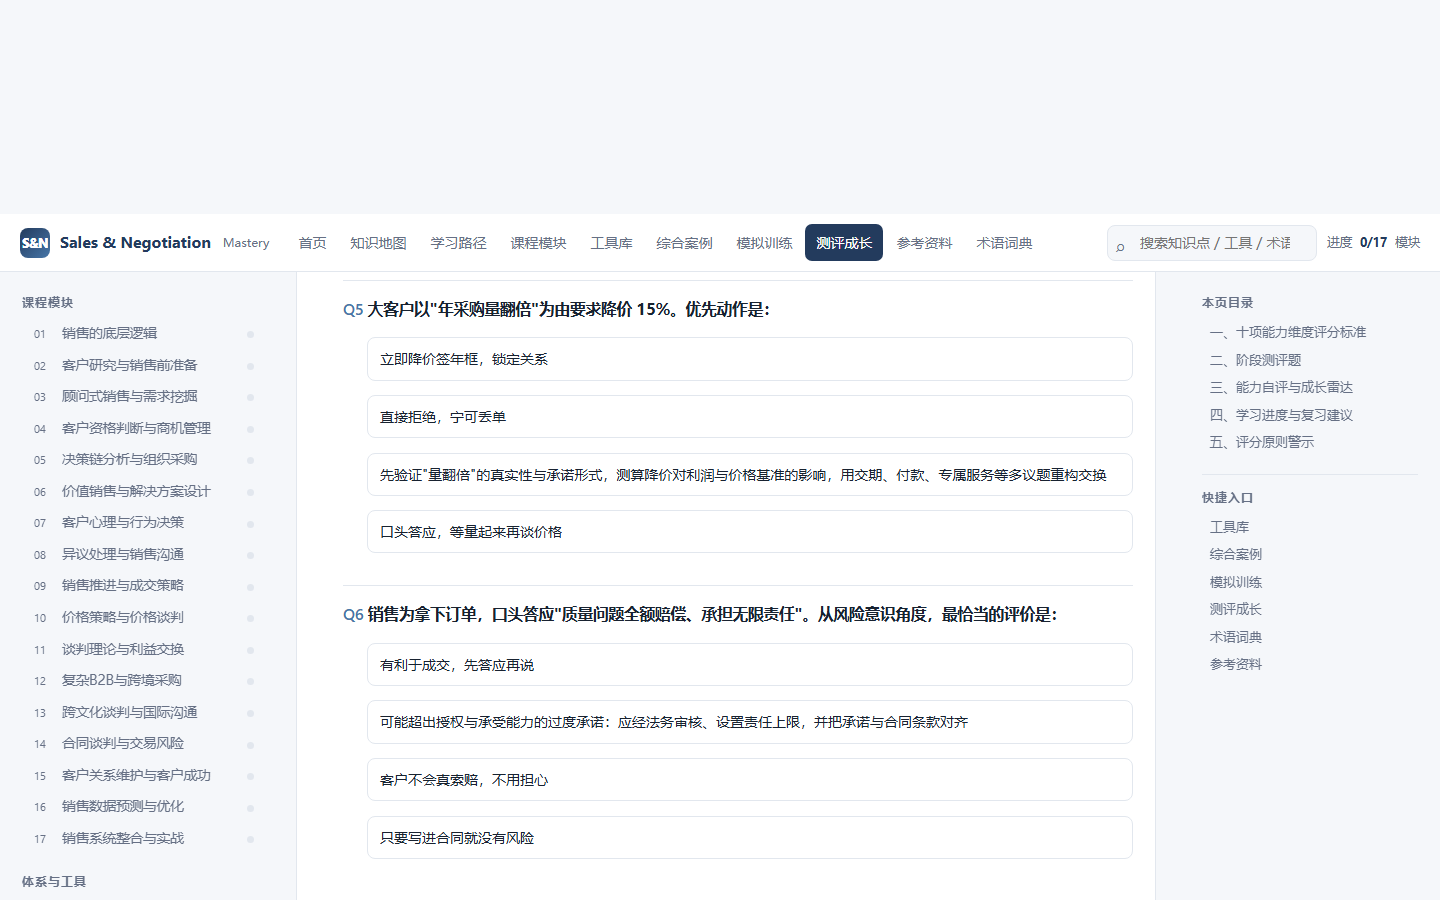 S&N Sales & Negotiation Mastery 首页 知识地图 学习路径 课程模块 工具库 综合案例 模拟训练 测评成长 参考资料 术语词典 搜索知识点 / 工具 / 术语 进度 0/17 模块
课程模块
01 销售的底层逻辑
02 客户研究与销售前准备
03 顾问式销售与需求挖掘
04 客户资格判断与商机管理
05 决策链分析与组织采购
06 价值销售与解决方案设计
07 客户心理与行为决策
08 异议处理与销售沟通
09 销售推进与成交策略
10 价格策略与价格谈判
11 谈判理论与利益交换
12 复杂B2B与跨境采购
13 跨文化谈判与国际沟通
14 合同谈判与交易风险
15 客户关系维护与客户成功
16 销售数据预测与优化
17 销售系统整合与实战
体系与工具
Q5 大客户以"年采购量翻倍"为由要求降价 15%。优先动作是：
立即降价签年框，锁定关系
直接拒绝，宁可丢单
先验证"量翻倍"的真实性与承诺形式，测算降价对利润与价格基准的影响，用交期、付款、专属服务等多议题重构交换
口头答应，等量起来再谈价格
Q6 销售为拿下订单，口头答应"质量问题全额赔偿、承担无限责任"。从风险意识角度，最恰当的评价是：
有利于成交，先答应再说
可能超出授权与承受能力的过度承诺：应经法务审核、设置责任上限，并把承诺与合同条款对齐
客户不会真索赔，不用担心
只要写进合同就没有风险
本页目录
一、十项能力维度评分标准
二、阶段测评题
三、能力自评与成长雷达
四、学习进度与复习建议
五、评分原则警示
快捷入口
工具库
综合案例
模拟训练
测评成长
术语词典
参考资料